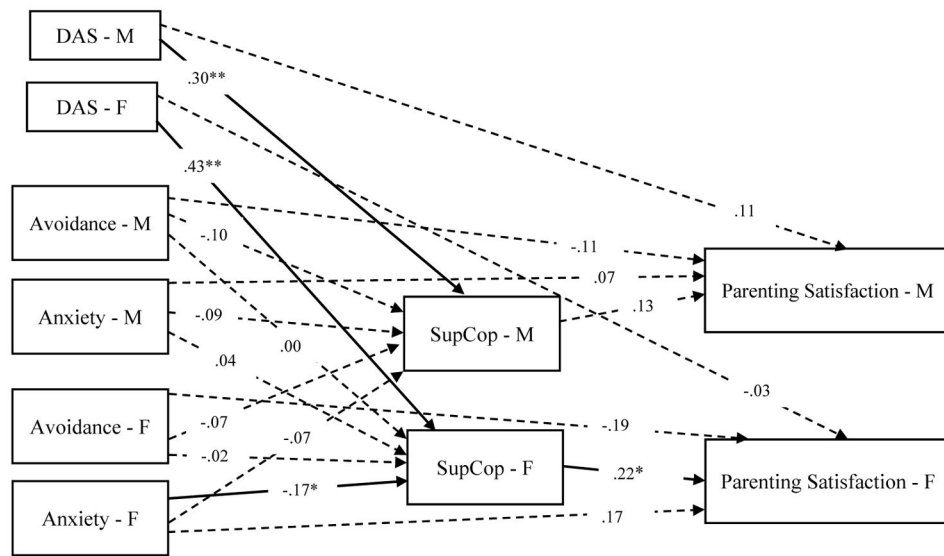 DAS - M
.30**
DAS - F
.43**
Avoidance - M
.11
-.10
-.11
.07
Parenting Satisfaction - M
Anxiety - M
-.09
.00
SupCop - M
.13
.04
-.03
Avoidance - F
-.07
-.07
-.19
-.02
SupCop - F
.22*
Parenting Satisfaction - F
-.17*
Anxiety - F
.17